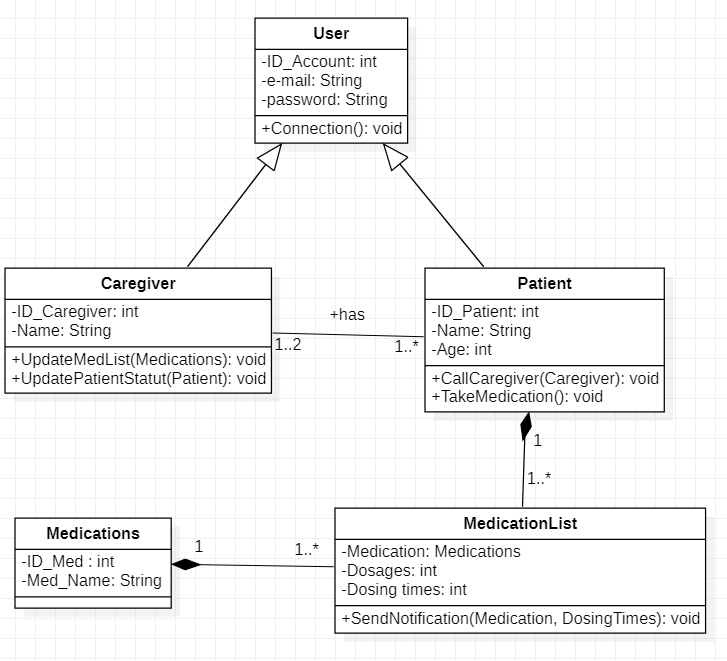 User
-ID_Account: int
-e-mail: String
-password: String
+Connection(): void
Caregiver
-ID_Caregiver: int
-Name: String
+UpdateMedList(Medications): void
+UpdatePatientStatut(Patient): void
+has
1..2
1..*
Patient
-ID_Patient: int
-Name: String
-Age: int
+CallCaregiver(Caregiver): void
+TakeMedication(): void
1
1..*
Medications
-ID_Med : int
-Med_Name: String
1
1..*
MedicationList
-Medication: Medications
-Dosages: int
-Dosing times: int
+SendNotification(Medication, DosingTimes): void